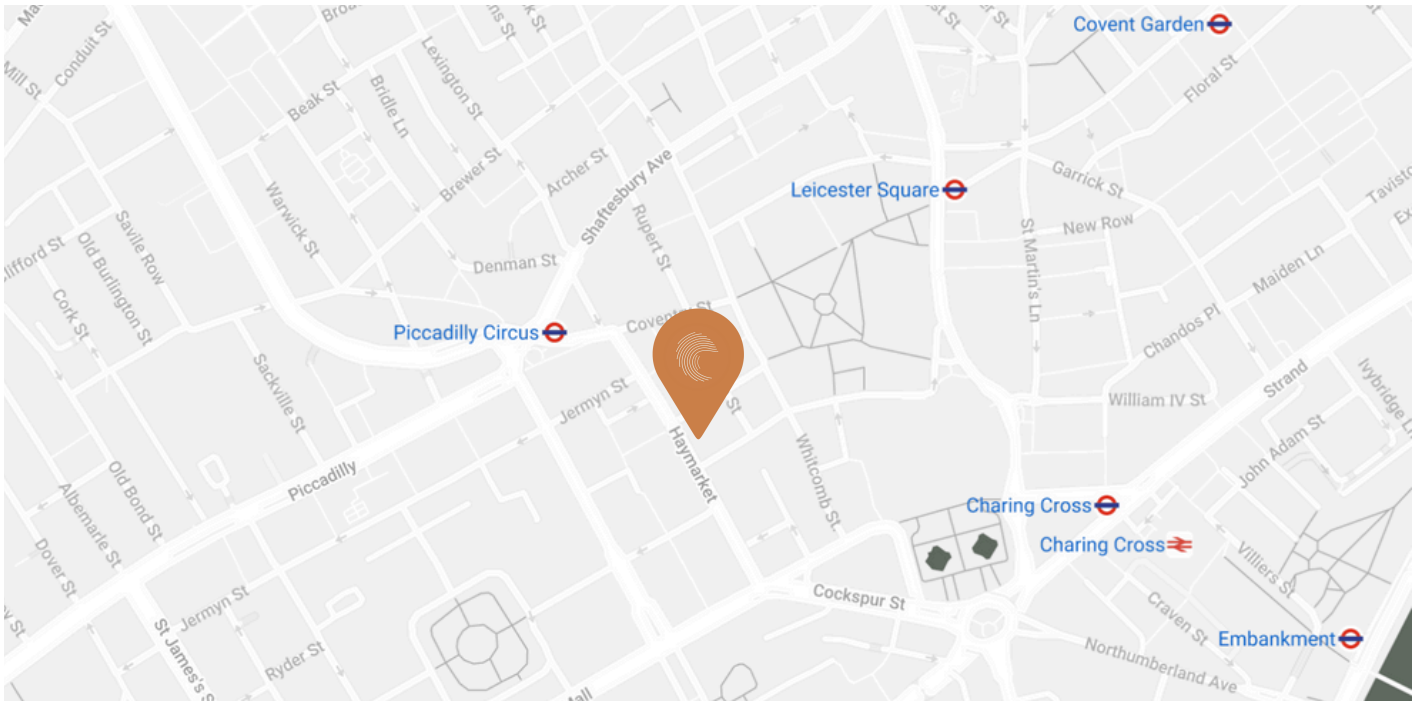 Covent Garden
Conduit St
Mill St
Lexington St
Bridle Ln
Beak St
Floral St
Brewer St
Archer St
Shaftesbury Ave
Leicester Square
Garrick St
Warwick St
Savile Row
Rupert St
St Martin's Ln
New Row
Old Burlington St
Cork St
Denman St
Maiden Ln
Piccadilly Circus
Chandos Pl
Sackville St
Jermyn St
Haymarket
William IV St
Strand
Ivybridge Ln
Whitcomb St
John Adam St
Piccadilly
Old Bond St
Albemarle St
Dover St
Charing Cross
Charing Cross
Villiers St
Jermyn St
Cockspur St
Craven St
St James's S
Ryder St
Northumberland Ave
Embankment